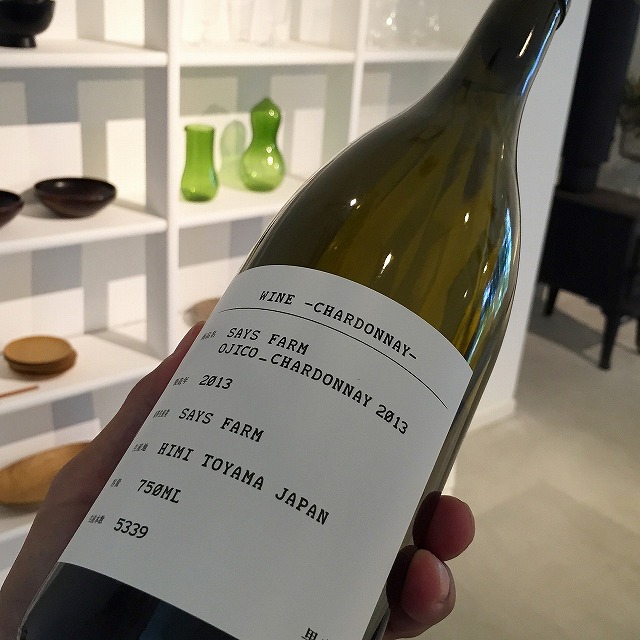 WINE -CHARDONNAY-
SAYS FARM
OJICO_CHARDONNAY 2013
2013
SAYS FARM
HIMI TOYAMA JAPAN
750ML
5339